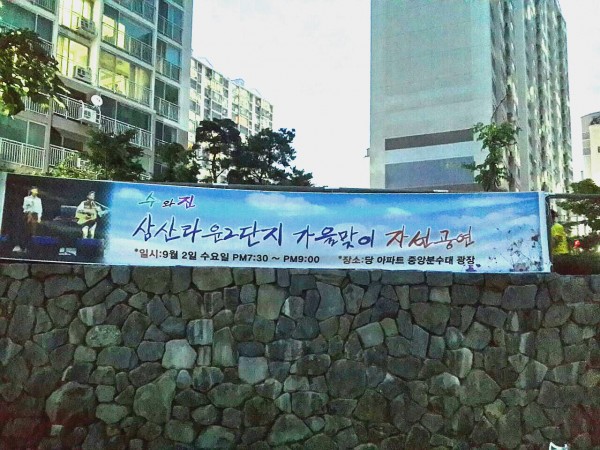 수 와 진
상산타운2단지 가을맞이 자선공연
*일시:9월 2일 수요일 PM7:30 ~ PM9:00 *장소:당 아파트 중앙분수대 광장